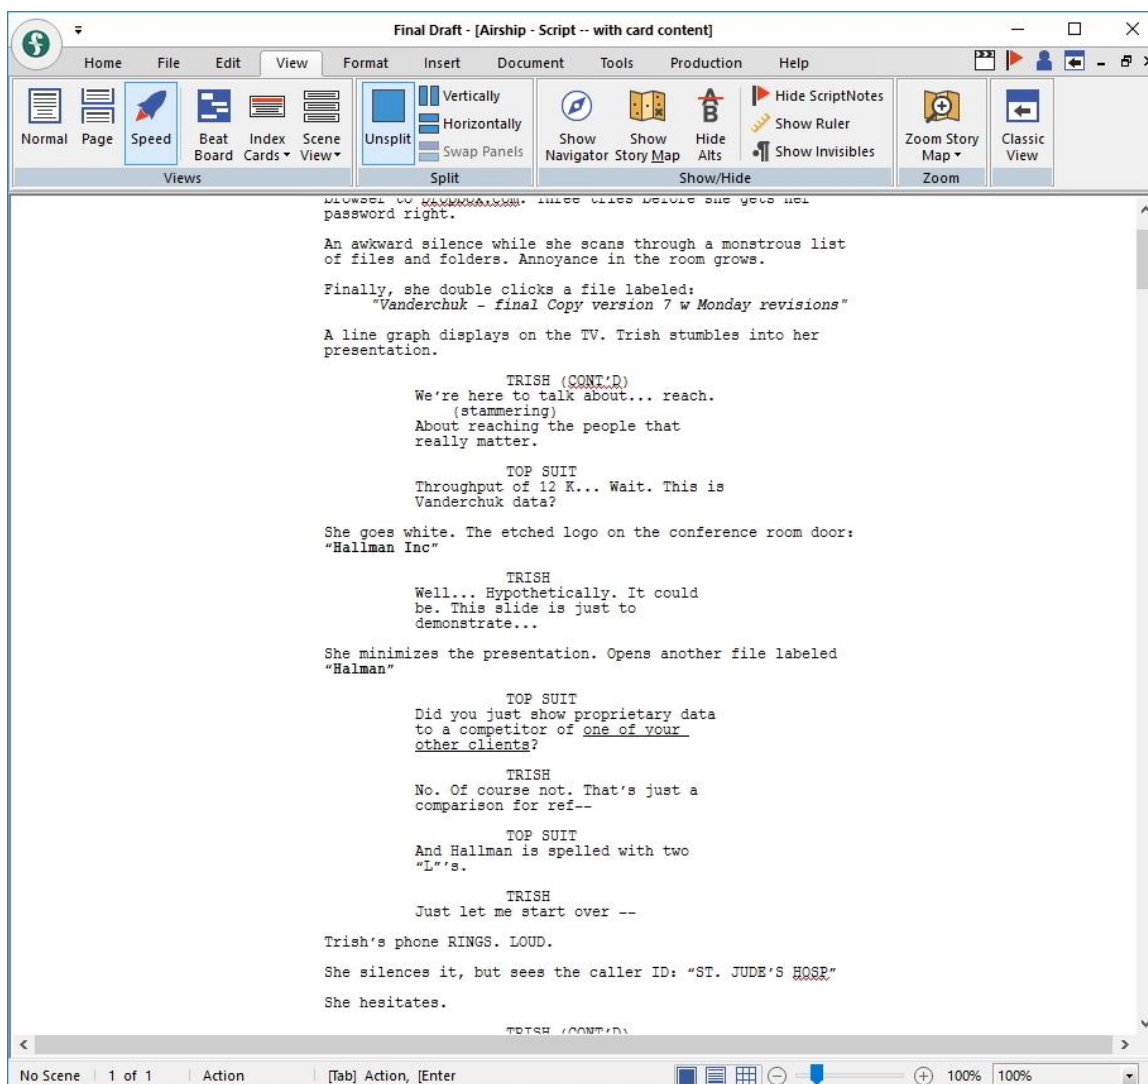 Final Draft - [Airship - Script -- with card content]
Home File Edit View Format Insert Document Tools Production Help
Normal Page Speed Beat Board Index Cards Scene View
Views
Unsplit Vertically Horizontally Swap Panels
Split
Show Navigator Show Story Map Hide Alts Hide ScriptNotes Show Ruler Show Invisibles
Show/Hide
Zoom Story Map
Zoom
Classic View
browser to Dropbox.com. Three tries before she gets her
password right.
An awkward silence while she scans through a monstrous list
of files and folders. Annoyance in the room grows.
Finally, she double clicks a file labeled:
"Vanderchuk - final Copy version 7 w Monday revisions"
A line graph displays on the TV. Trish stumbles into her
presentation.
TRISH (CONT'D)
We're here to talk about... reach.
(stammering)
About reaching the people that
really matter.
TOP SUIT
Throughput of 12 K... Wait. This is
Vanderchuk data?
She goes white. The etched logo on the conference room door:
“Hallman Inc”
TRISH
Well... Hypothetically. It could
be. This slide is just to
demonstrate...
She minimizes the presentation. Opens another file labeled
“Halman”
TOP SUIT
Did you just show proprietary data
to a competitor of one of your
other clients?
TRISH
No. Of course not. That's just a
comparison for ref--
TOP SUIT
And Hallman is spelled with two
“L”'s.
TRISH
Just let me start over --
Trish's phone RINGS. LOUD.
She silences it, but sees the caller ID: “ST. JUDE'S HOSP”
She hesitates.
TRISH (CONT'D)
No Scene 1 of 1 Action [Tab] Action, [Enter 100% 100%